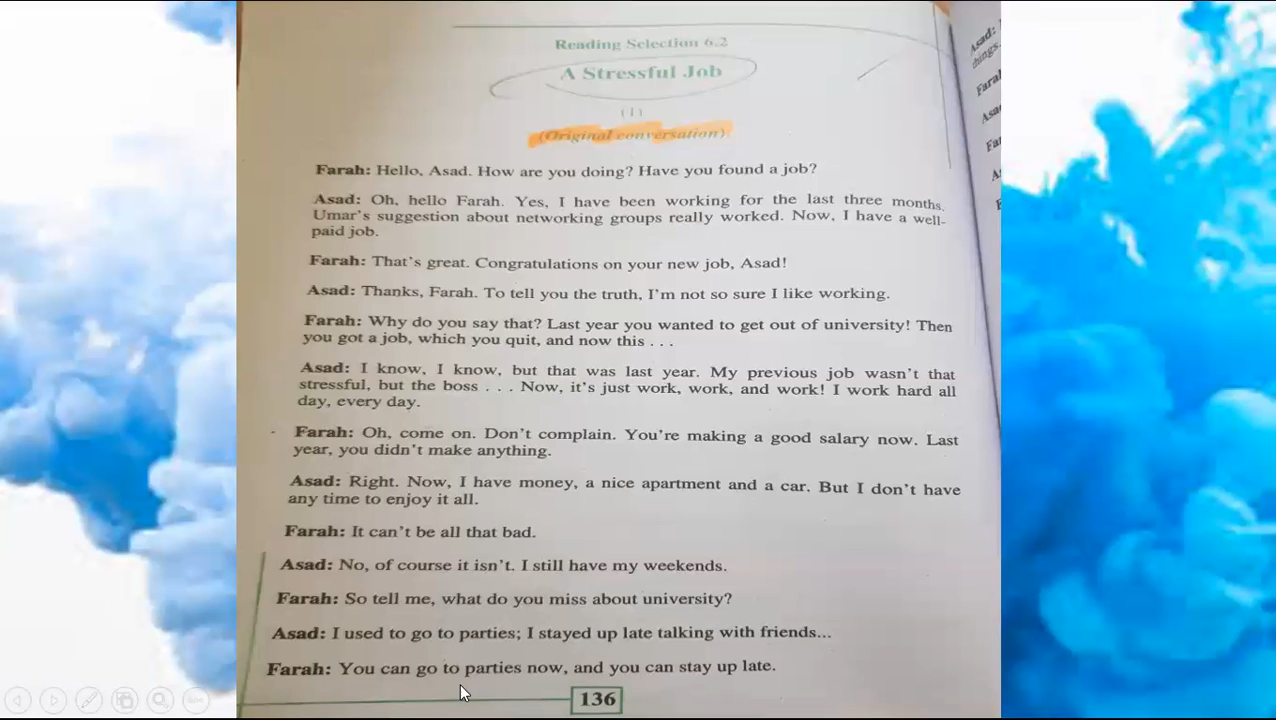 Reading Selection 6.2
A Stressful Job
(I)
(Original conversation)
Farah: Hello, Asad. How are you doing? Have you found a job?
Asad: Oh, hello Farah. Yes, I have been working for the last three months.
Umar's suggestion about networking groups really worked. Now, I have a well-
paid job.
Farah: That's great. Congratulations on your new job, Asad!
Asad: Thanks, Farah. To tell you the truth, I'm not so sure I like working.
Farah: Why do you say that? Last year you wanted to get out of university! Then
you got a job, which you quit, and now this . . .
Asad: I know, I know, but that was last year. My previous job wasn't that
stressful, but the boss . . . Now, it's just work, work, and work! I work hard all
day, every day.
Farah: Oh, come on. Don't complain. You're making a good salary now. Last
year, you didn't make anything.
Asad: Right. Now, I have money, a nice apartment and a car. But I don't have
any time to enjoy it all.
Farah: It can't be all that bad.
Asad: No, of course it isn't. I still have my weekends.
Farah: So tell me, what do you miss about university?
Asad: I used to go to parties; I stayed up late talking with friends...
Farah: You can go to parties now, and you can stay up late.
136
Asad:
things.